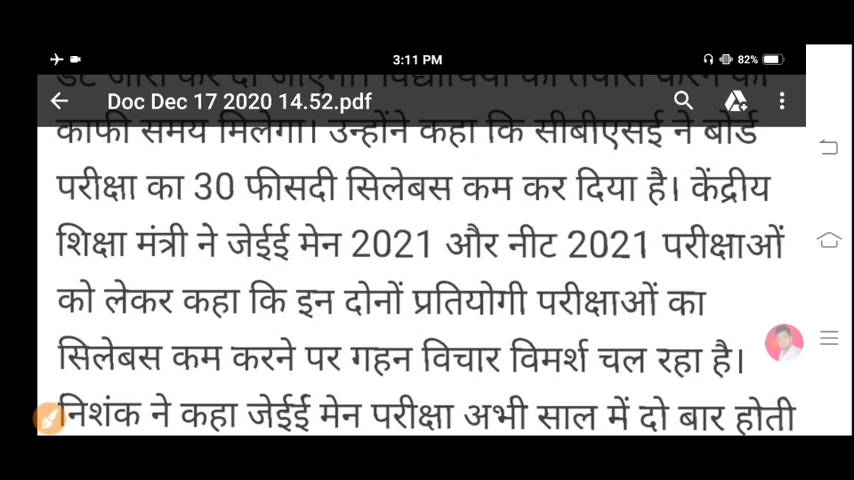 3:11 PM
82%
Doc Dec 17 2020 14.52.pdf
काफी समय मिलेगा। उन्होंने कहा कि सीबीएसई ने बोर्ड
परीक्षा का 30 फीसदी सिलेबस कम कर दिया है। केंद्रीय
शिक्षा मंत्री ने जेईई मेन 2021 और नीट 2021 परीक्षाओं
को लेकर कहा कि इन दोनों प्रतियोगी परीक्षाओं का
सिलेबस कम करने पर गहन विचार विमर्श चल रहा है।
निशंक ने कहा जेईई मेन परीक्षा अभी साल में दो बार होती